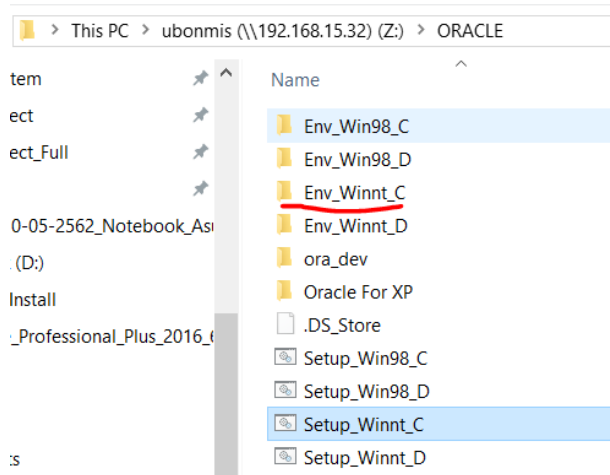 This PC > ubonmis (\\192.168.15.32) (Z:) > ORACLE
Name
tem
ect
ect_Full
0-05-2562_Notebook_Asu
(D:)
Install
_Professional_Plus_2016_6
ts
Env_Win98_C
Env_Win98_D
Env_Winnt_C
Env_Winnt_D
ora_dev
Oracle For XP
.DS_Store
Setup_Win98_C
Setup_Win98_D
Setup_Winnt_C
Setup_Winnt_D